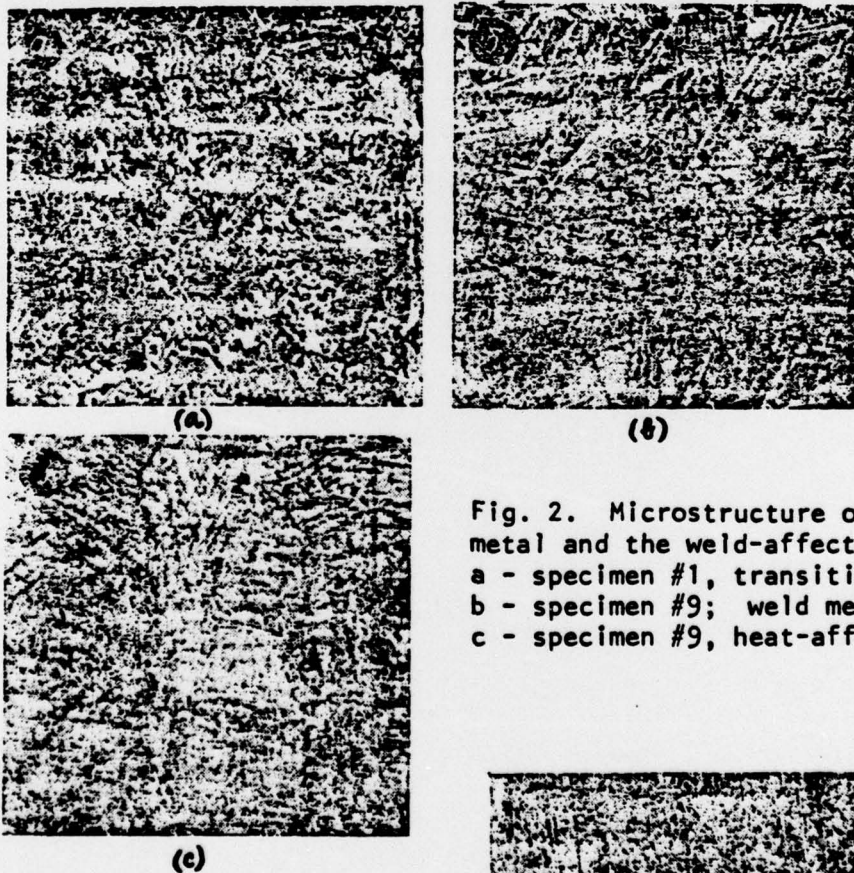 (a)
(b)
Fig. 2. Microstructure o
metal and the weld-affect
a - specimen #1, transiti
b - specimen #9; weld me
c - specimen #9, heat-aff
(c)